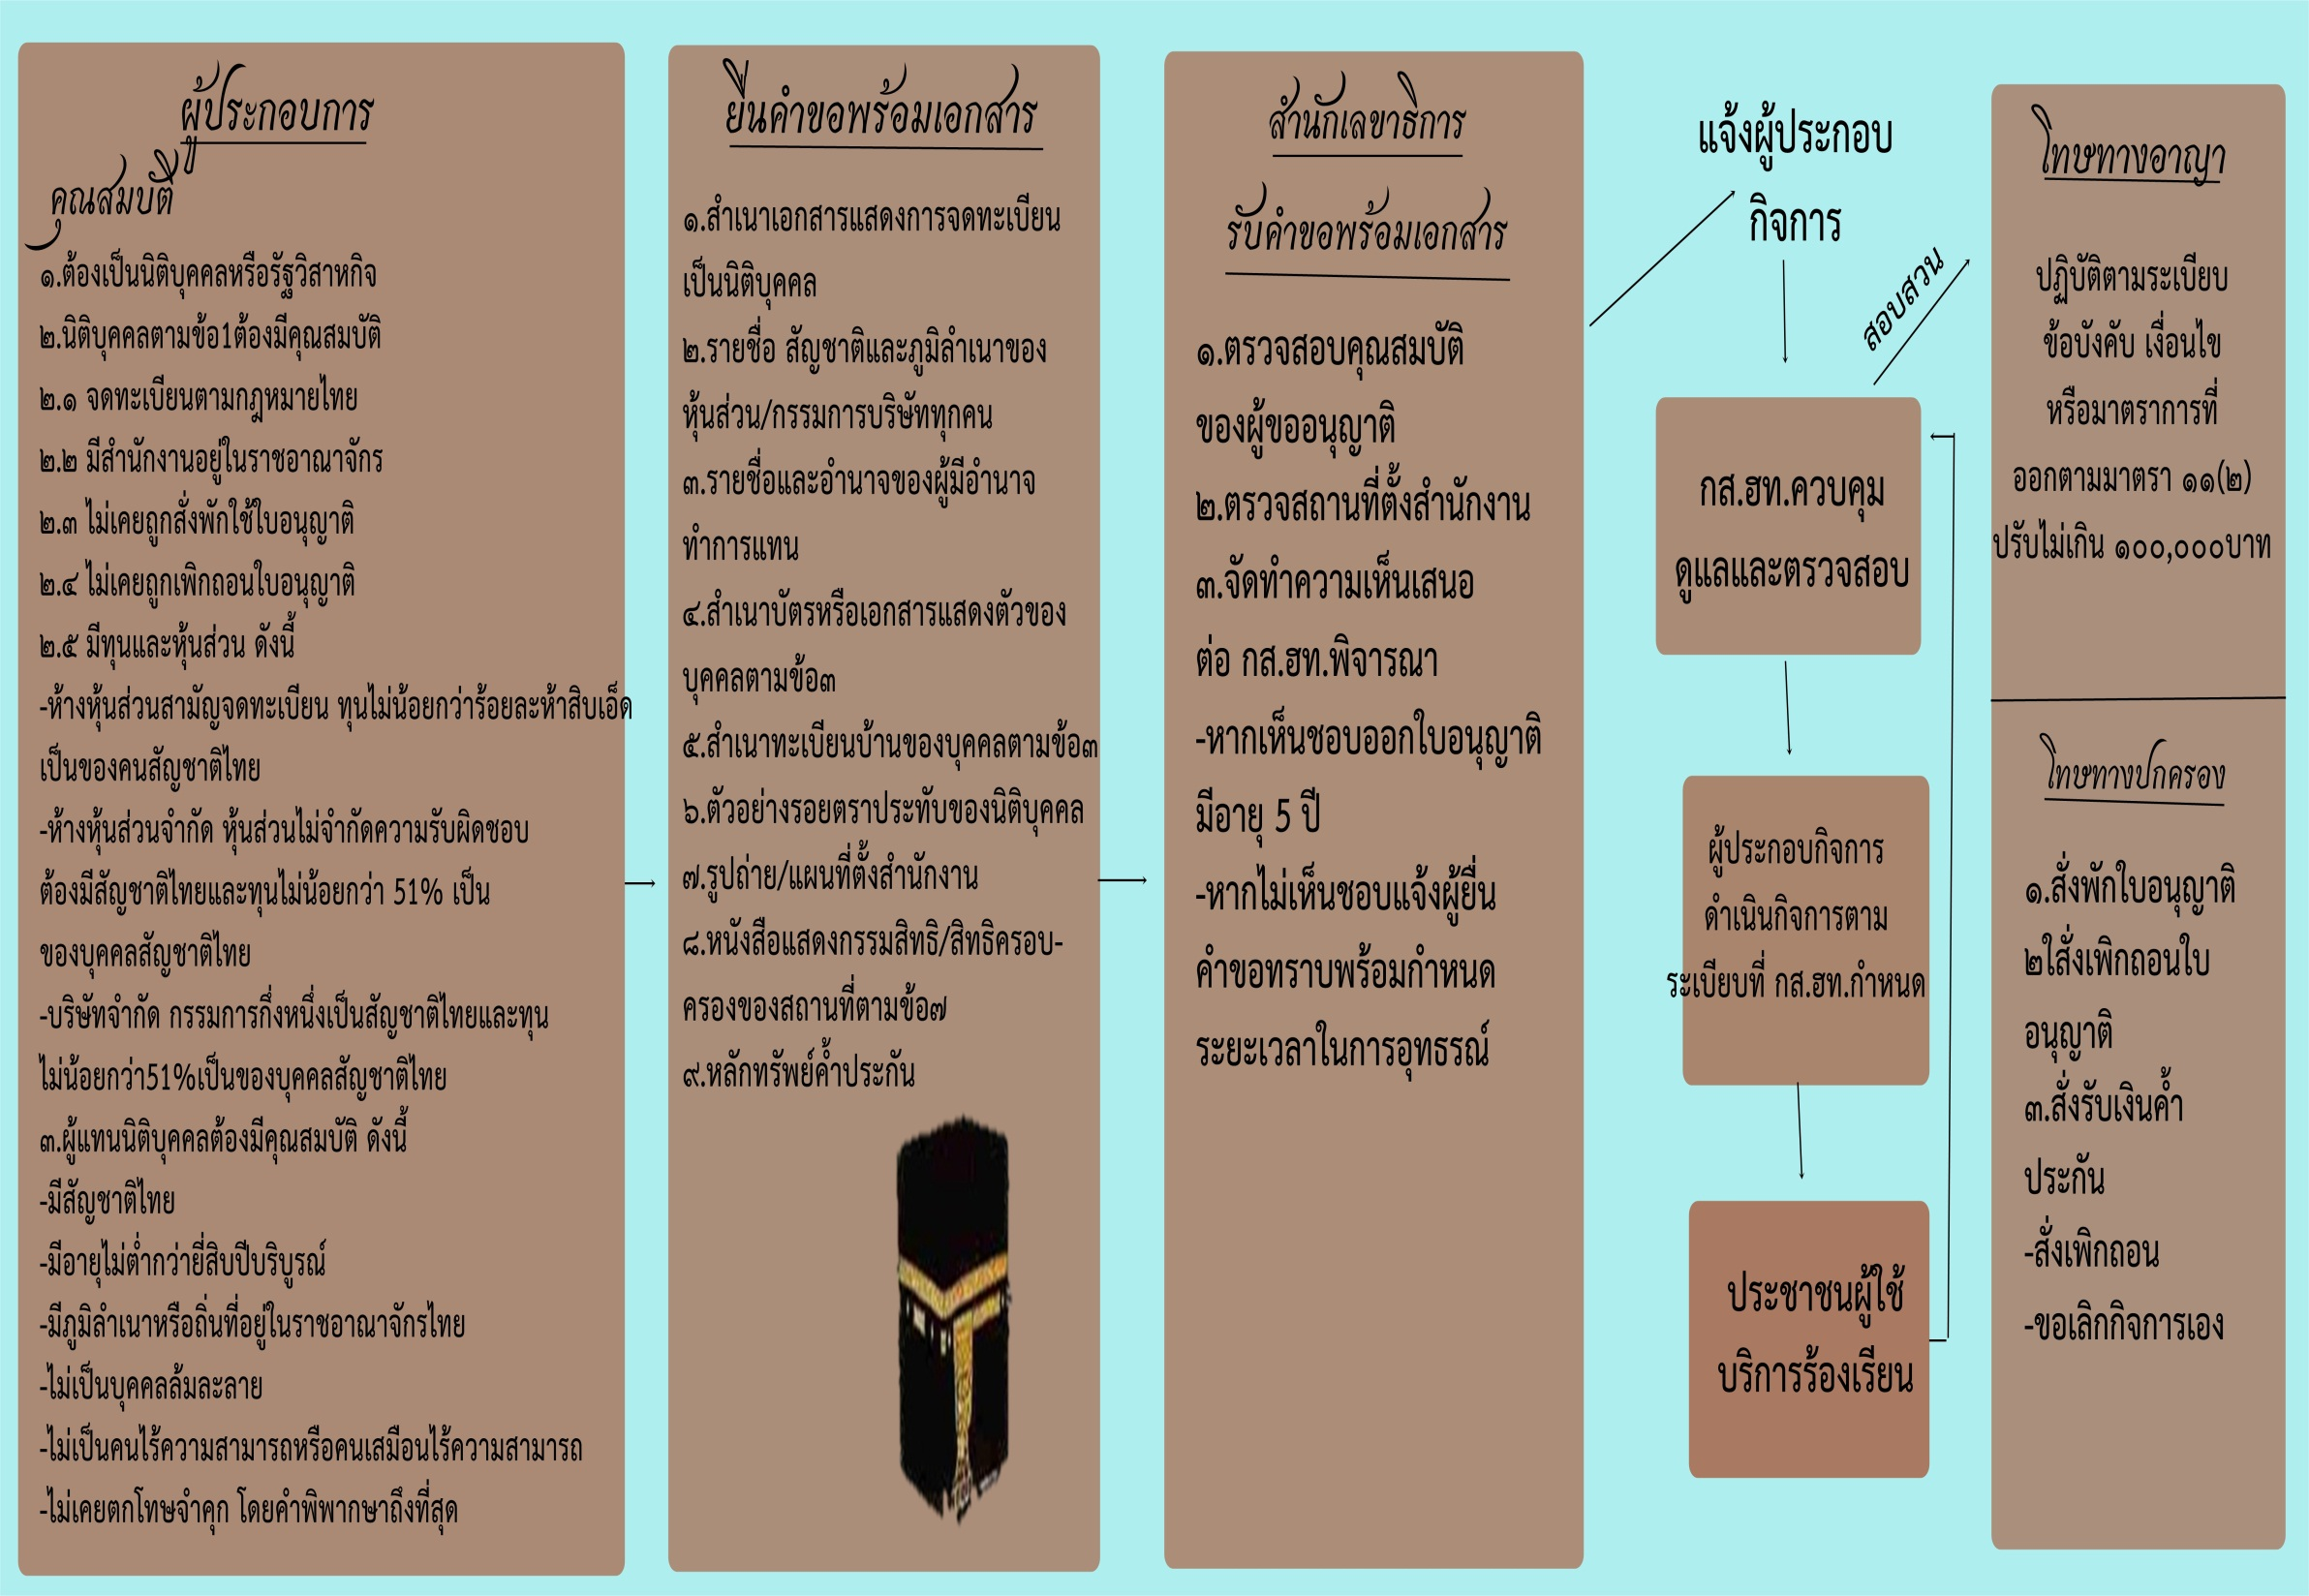 ผู้ประกอบการ
คุณสมบัติ
๑.ต้องเป็นนิติบุคคลหรือรัฐวิสาหกิจ
๒.นิติบุคคลตามข้อ1ต้องมีคุณสมบัติ
๒.๑ จดทะเบียนตามกฎหมายไทย
๒.๒ มีสำนักงานอยู่ในราชอาณาจักร
๒.๓ ไม่เคยถูกสั่งพักใช้ใบอนุญาติ
๒.๔ ไม่เคยถูกเพิกถอนใบอนุญาติ
๒.๕ มีทุนและหุ้นส่วน ดังนี้
-ห้างหุ้นส่วนสามัญจดทะเบียน ทุนไม่น้อยกว่าร้อยละห้าสิบเอ็ด
เป็นของคนสัญชาติไทย
-ห้างหุ้นส่วนจำกัด หุ้นส่วนไม่จำกัดความรับผิดชอบ
ต้องมีสัญชาติไทยและทุนไม่น้อยกว่า 51% เป็น
ของบุคคลสัญชาติไทย
-บริษัทจำกัด กรรมการกึ่งหนึ่งเป็นสัญชาติไทยและทุน
ไม่น้อยกว่า51%เป็นของบุคคลสัญชาติไทย
๓.ผู้แทนนิติบุคคลต้องมีคุณสมบัติ ดังนี้
-มีสัญชาติไทย
-มีอายุไม่ต่ำกว่ายี่สิบปีบริบูรณ์
-มีภูมิลำเนาหรือถิ่นที่อยู่ในราชอาณาจักรไทย
-ไม่เป็นบุคคลล้มละลาย
-ไม่เป็นคนไร้ความสามารถหรือคนเสมือนไร้ความสามารถ
-ไม่เคยตกโทษจำคุก โดยคำพิพากษาถึงที่สุด
ยื่นคำขอพร้อมเอกสาร
๑.สำเนาเอกสารแสดงการจดทะเบียน
เป็นนิติบุคคล
๒.รายชื่อ สัญชาติและภูมิลำเนาของ
หุ้นส่วน/กรรมการบริษัททุกคน
๓.รายชื่อและอำนาจของผู้มีอำนาจ
ทำการแทน
๔.สำเนาบัตรหรือเอกสารแสดงตัวของ
บุคคลตามข้อ๓
๕.สำเนาทะเบียนบ้านของบุคคลตามข้อ๓
๖.ตัวอย่างรอยตราประทับของนิติบุคคล
๗.รูปถ่าย/แผนที่ตั้งสำนักงาน
๘.หนังสือแสดงกรรมสิทธิ/สิทธิครอบ-
ครองของสถานที่ตามข้อ๗
๙.หลักทรัพย์ค้ำประกัน
สำนักเลขาธิการ
รับคำขอพร้อมเอกสาร
๑.ตรวจสอบคุณสมบัติ
ของผู้ขออนุญาติ
๒.ตรวจสถานที่ตั้งสำนักงาน
๓.จัดทำความเห็นเสนอ
ต่อ กส.ฮท.พิจารณา
-หากเห็นชอบออกใบอนุญาติ
มีอายุ 5 ปี
-หากไม่เห็นชอบแจ้งผู้ยื่น
คำขอทราบพร้อมกำหนด
ระยะเวลาในการอุทธรณ์
แจ้งผู้ประกอบ
กิจการ
สอบสวน
กส.ฮท.ควบคุม
ดูแลและตรวจสอบ
ผู้ประกอบกิจการ
ดำเนินกิจการตาม
ระเบียบที่ กส.ฮท.กำหนด
ประชาชนผู้ใช้
บริการร้องเรียน
โทษทางอาญา
ปฏิบัติตามระเบียบ
ข้อบังคับ เงื่อนไข
หรือมาตราการที่
ออกตามมาตรา ๑๑(๒)
ปรับไม่เกิน ๑๐๐,๐๐๐บาท
โทษทางปกครอง
๑.สั่งพักใบอนุญาติ
๒ใสั่งเพิกถอนใบ
อนุญาติ
๓.สั่งรับเงินค้ำ
ประกัน
-สั่งเพิกถอน
-ขอเลิกกิจการเอง